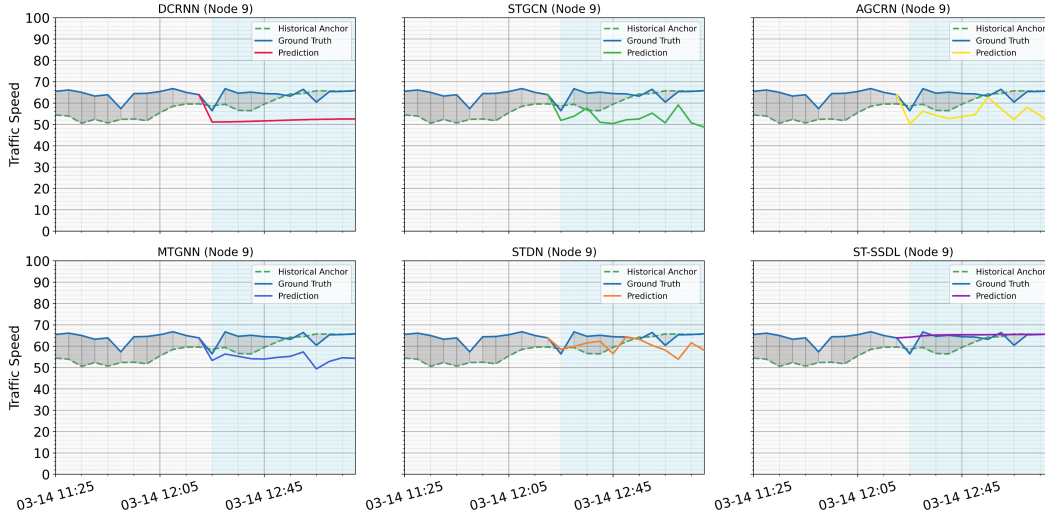 DCRNN (Node 9)
STGCN (Node 9)
AGCRN (Node 9)
100
90
80
70
60
50
40
30
20
10
0
Traffic Speed
Historical Anchor
Ground Truth
Prediction
Historical Anchor
Ground Truth
Prediction
Historical Anchor
Ground Truth
Prediction
MTGNN (Node 9)
STDN (Node 9)
ST-SSDL (Node 9)
100
90
80
70
60
50
40
30
20
10
0
Traffic Speed
Historical Anchor
Ground Truth
Prediction
Historical Anchor
Ground Truth
Prediction
Historical Anchor
Ground Truth
Prediction
03-14 11:25
03-14 12:05
03-14 12:45
03-14 11:25
03-14 12:05
03-14 12:45
03-14 11:25
03-14 12:05
03-14 12:45